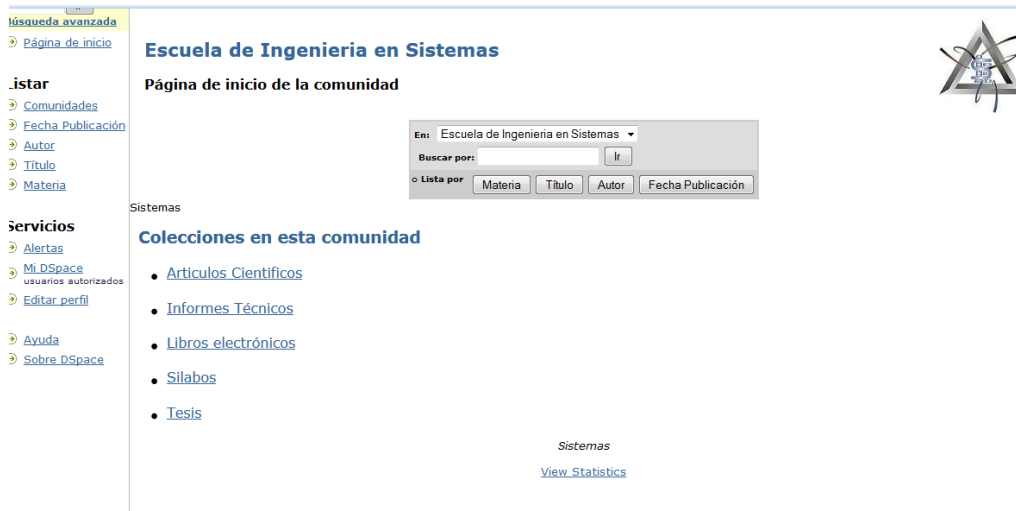 Búsqueda avanzada
Página de inicio
Listar
Comunidades
Fecha Publicación
Autor
Título
Materia
Servicios
Alertas
Mi DSpace
usuarios autorizados
Editar perfil
Ayuda
Sobre DSpace
Escuela de Ingenieria en Sistemas
Página de inicio de la comunidad
En: Escuela de Ingenieria en Sistemas
Buscar por: Ir
Lista por Materia Título Autor Fecha Publicación
Sistemas
Colecciones en esta comunidad
Articulos Cientificos
Informes Técnicos
Libros electrónicos
Silabos
Tesis
Sistemas
View Statistics